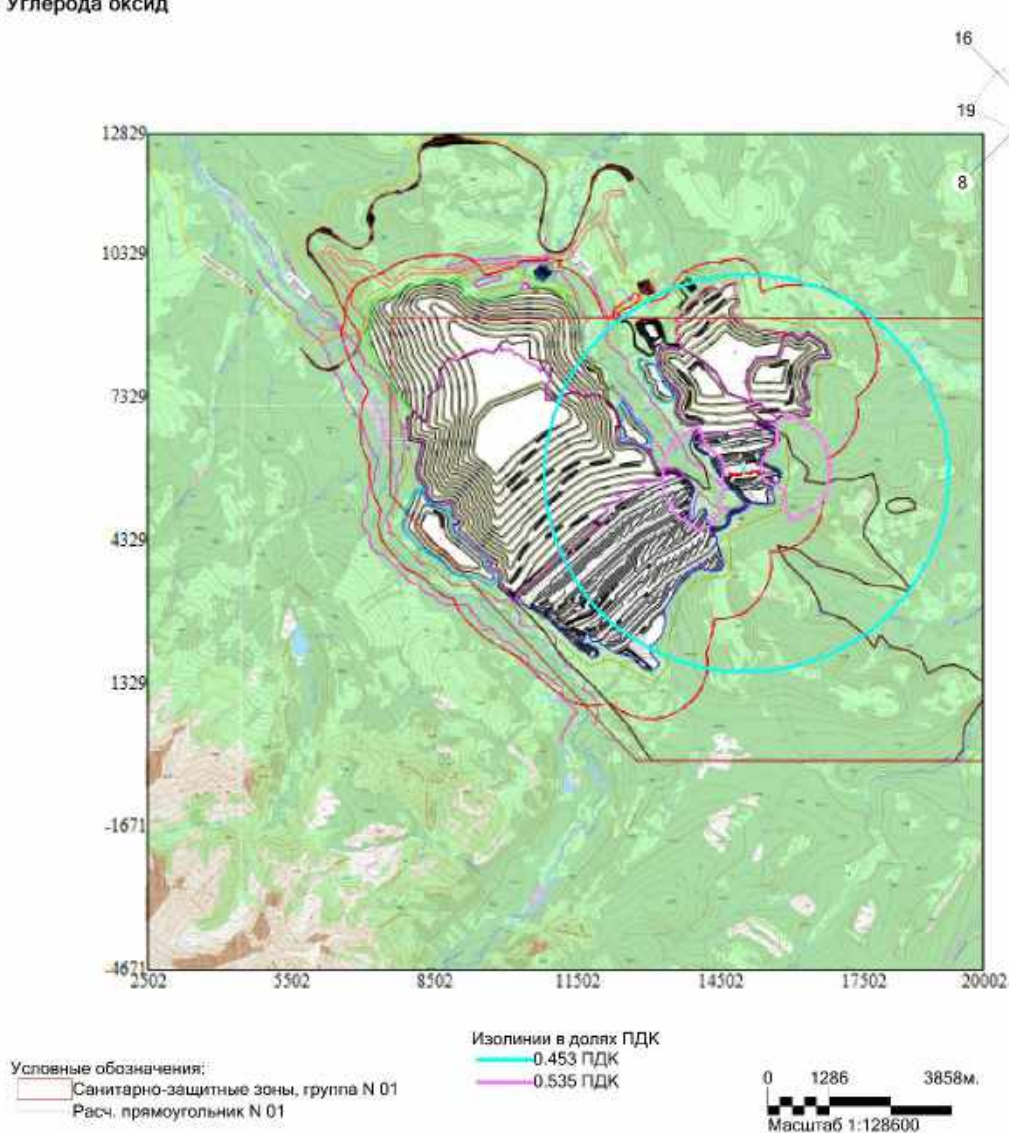 Углерода оксид
16
19
8
12829
10329
7329
4329
1329
-1671
-4671
2502 5502 8502 11502 14502 17502 20002
Изолинии в долях ПДК
0.453 ПДК
0.535 ПДК
Условные обозначения:
Санитарно-защитные зоны, группа N 01
Расч. прямоугольник N 01
0 1286 3858м.
Масштаб 1:128600